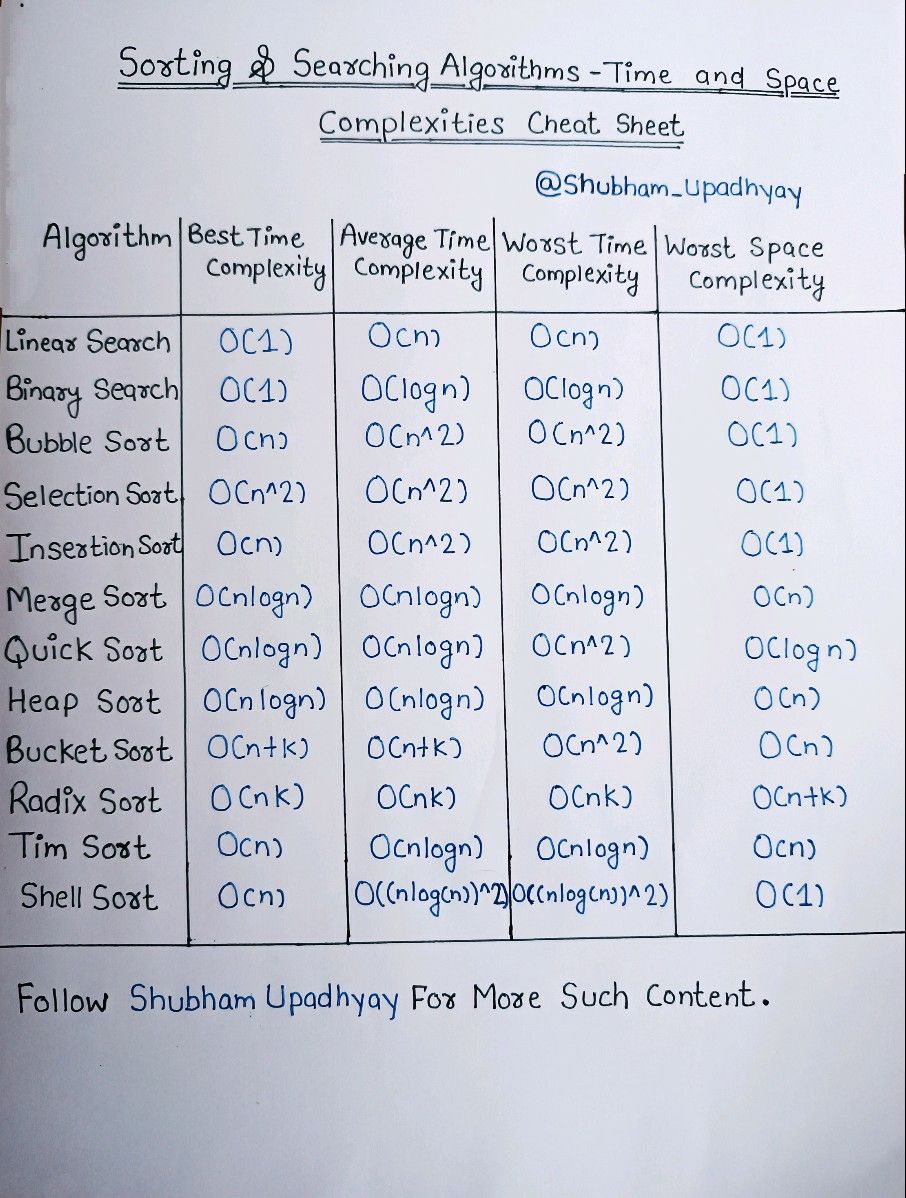 Sorting & Searching Algorithms - Time and Space
Complexities Cheat Sheet
@Shubham_Upadhyay
Algorithm | Best Time Complexity | Average Time Complexity | Worst Time Complexity | Worst Space Complexity
Linear Search | O(1) | O(n) | O(n) | O(1)
Binary Search | O(1) | O(logn) | O(logn) | O(1)
Bubble Sort | O(n) | O(n^2) | O(n^2) | O(1)
Selection Sort | O(n^2) | O(n^2) | O(n^2) | O(1)
Insertion Sort | O(n) | O(n^2) | O(n^2) | O(1)
Merge Sort | O(nlogn) | O(nlogn) | O(nlogn) | O(n)
Quick Sort | O(nlogn) | O(nlogn) | O(n^2) | O(logn)
Heap Sort | O(nlogn) | O(nlogn) | O(nlogn) | O(n)
Bucket Sort | O(n+k) | O(n+k) | O(n^2) | O(n)
Radix Sort | O(nk) | O(nk) | O(nk) | O(n+k)
Tim Sort | O(n) | O(nlogn) | O(nlogn) | O(n)
Shell Sort | O(n) | O((nlog(n))^2) | O((nlog(n))^2) | O(1)
Follow Shubham Upadhyay For More Such Content.